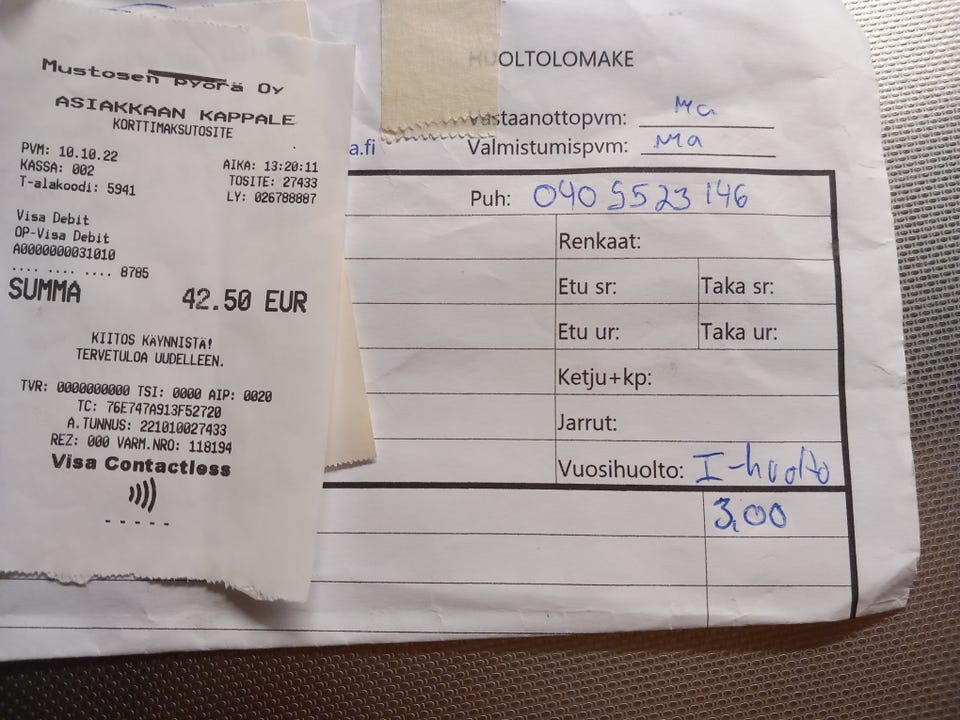 Mustosen pyörä Oy
ASIAKKAAN KAPPALE
KORTTIMAKSUTOSITE
PVM: 10.10.22 AIKA: 13:20:11
KASSA: 002 TOSITE: 27433
T-alakoodi: 5941 LY: 026788887
Visa Debit
OP-Visa Debit
A0000000031010
.... .... .... 8785
SUMMA 42.50 EUR
KIITOS KÄYNNISTÄ!
TERVETULOA UUDELLEEN.
TVR: 0000000000 TSI: 0000 AIP: 0020
TC: 76E747A913F52720
A.TUNNUS: 221010027433
REZ: 000 VARM.NRO: 118194
Visa Contactless
-----
HUOLTOLOMAKE
Vastaanottopvm: Ma
a.fi Valmistumispvm: Ma
Puh: 040 5523 146
Renkaat:
Etu sr: Taka sr:
Etu ur: Taka ur:
Ketju+kp:
Jarrut:
Vuosihuolto: I-huolto
3,00